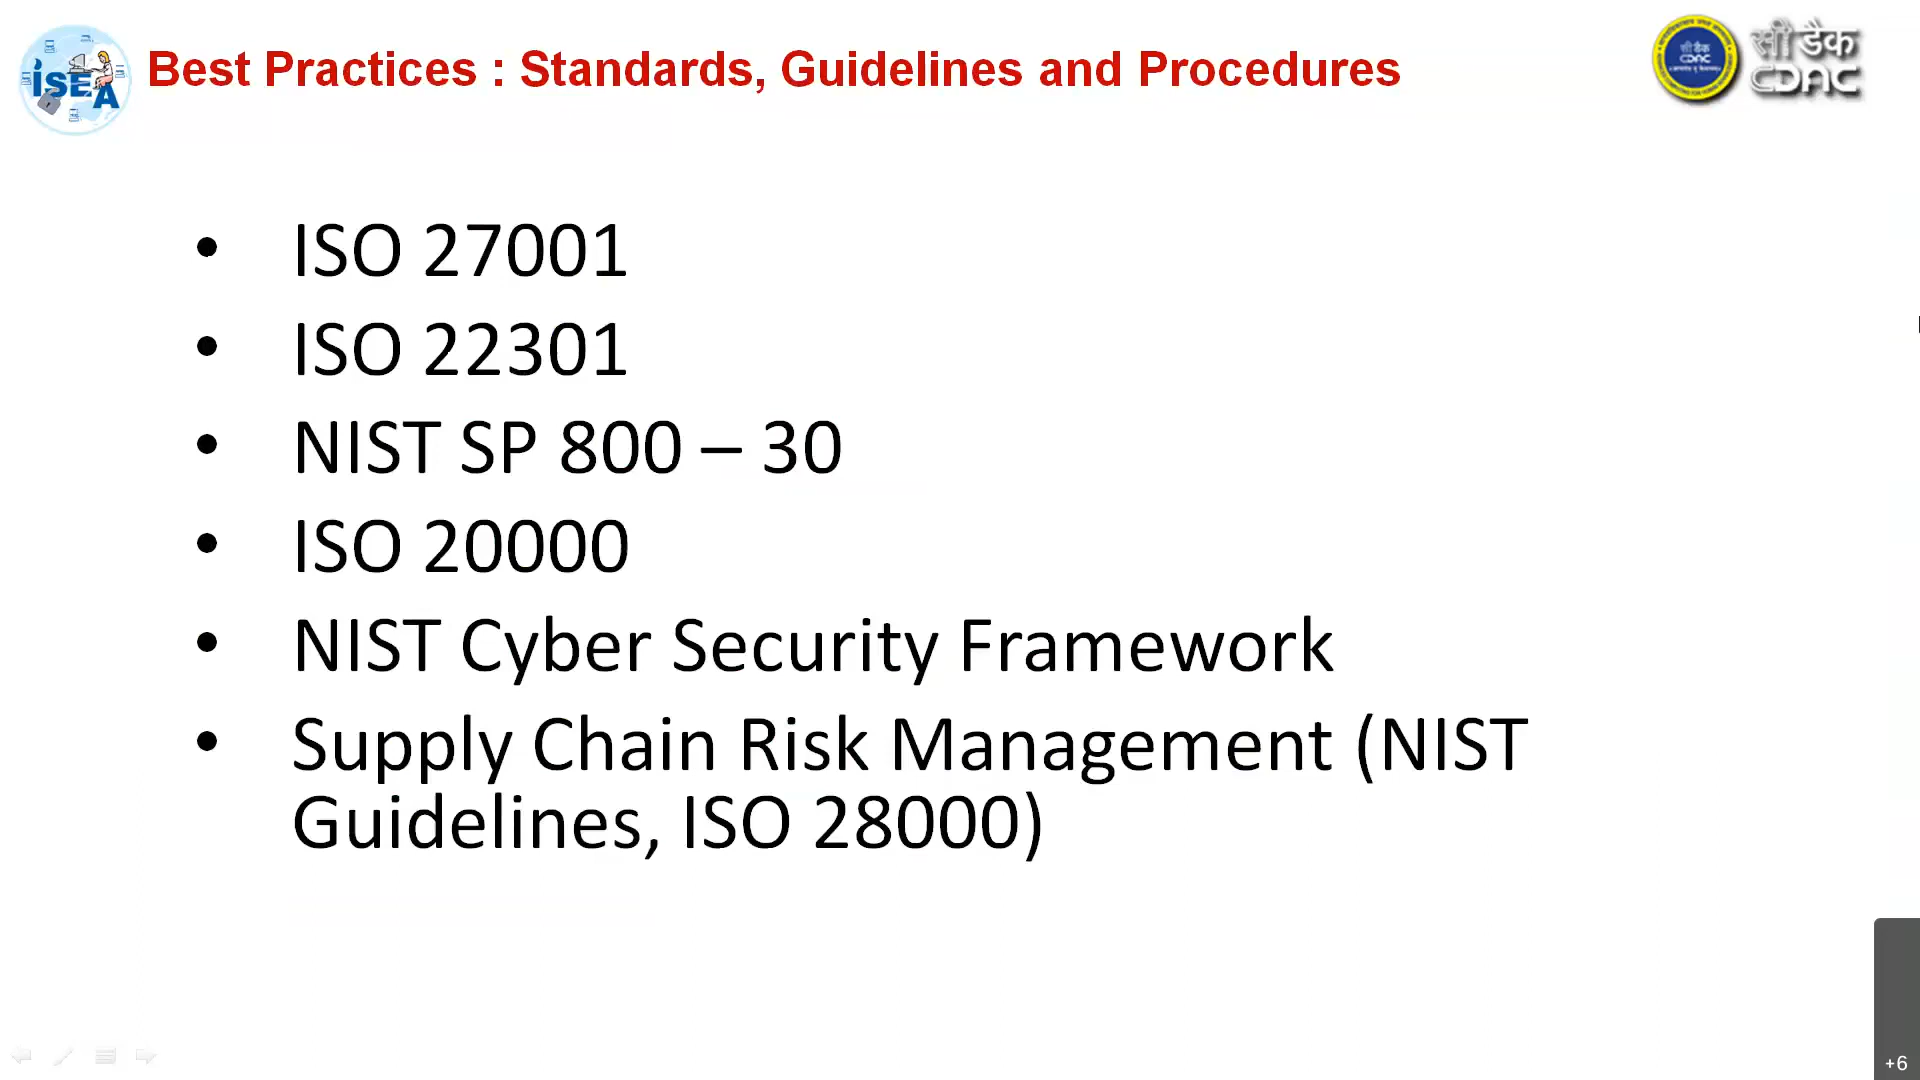 iSEA
Best Practices : Standards, Guidelines and Procedures
सी डैक
CDAC
सी डैक
CDAC
• ISO 27001
• ISO 22301
• NIST SP 800 – 30
• ISO 20000
• NIST Cyber Security Framework
• Supply Chain Risk Management (NIST
Guidelines, ISO 28000)
+6